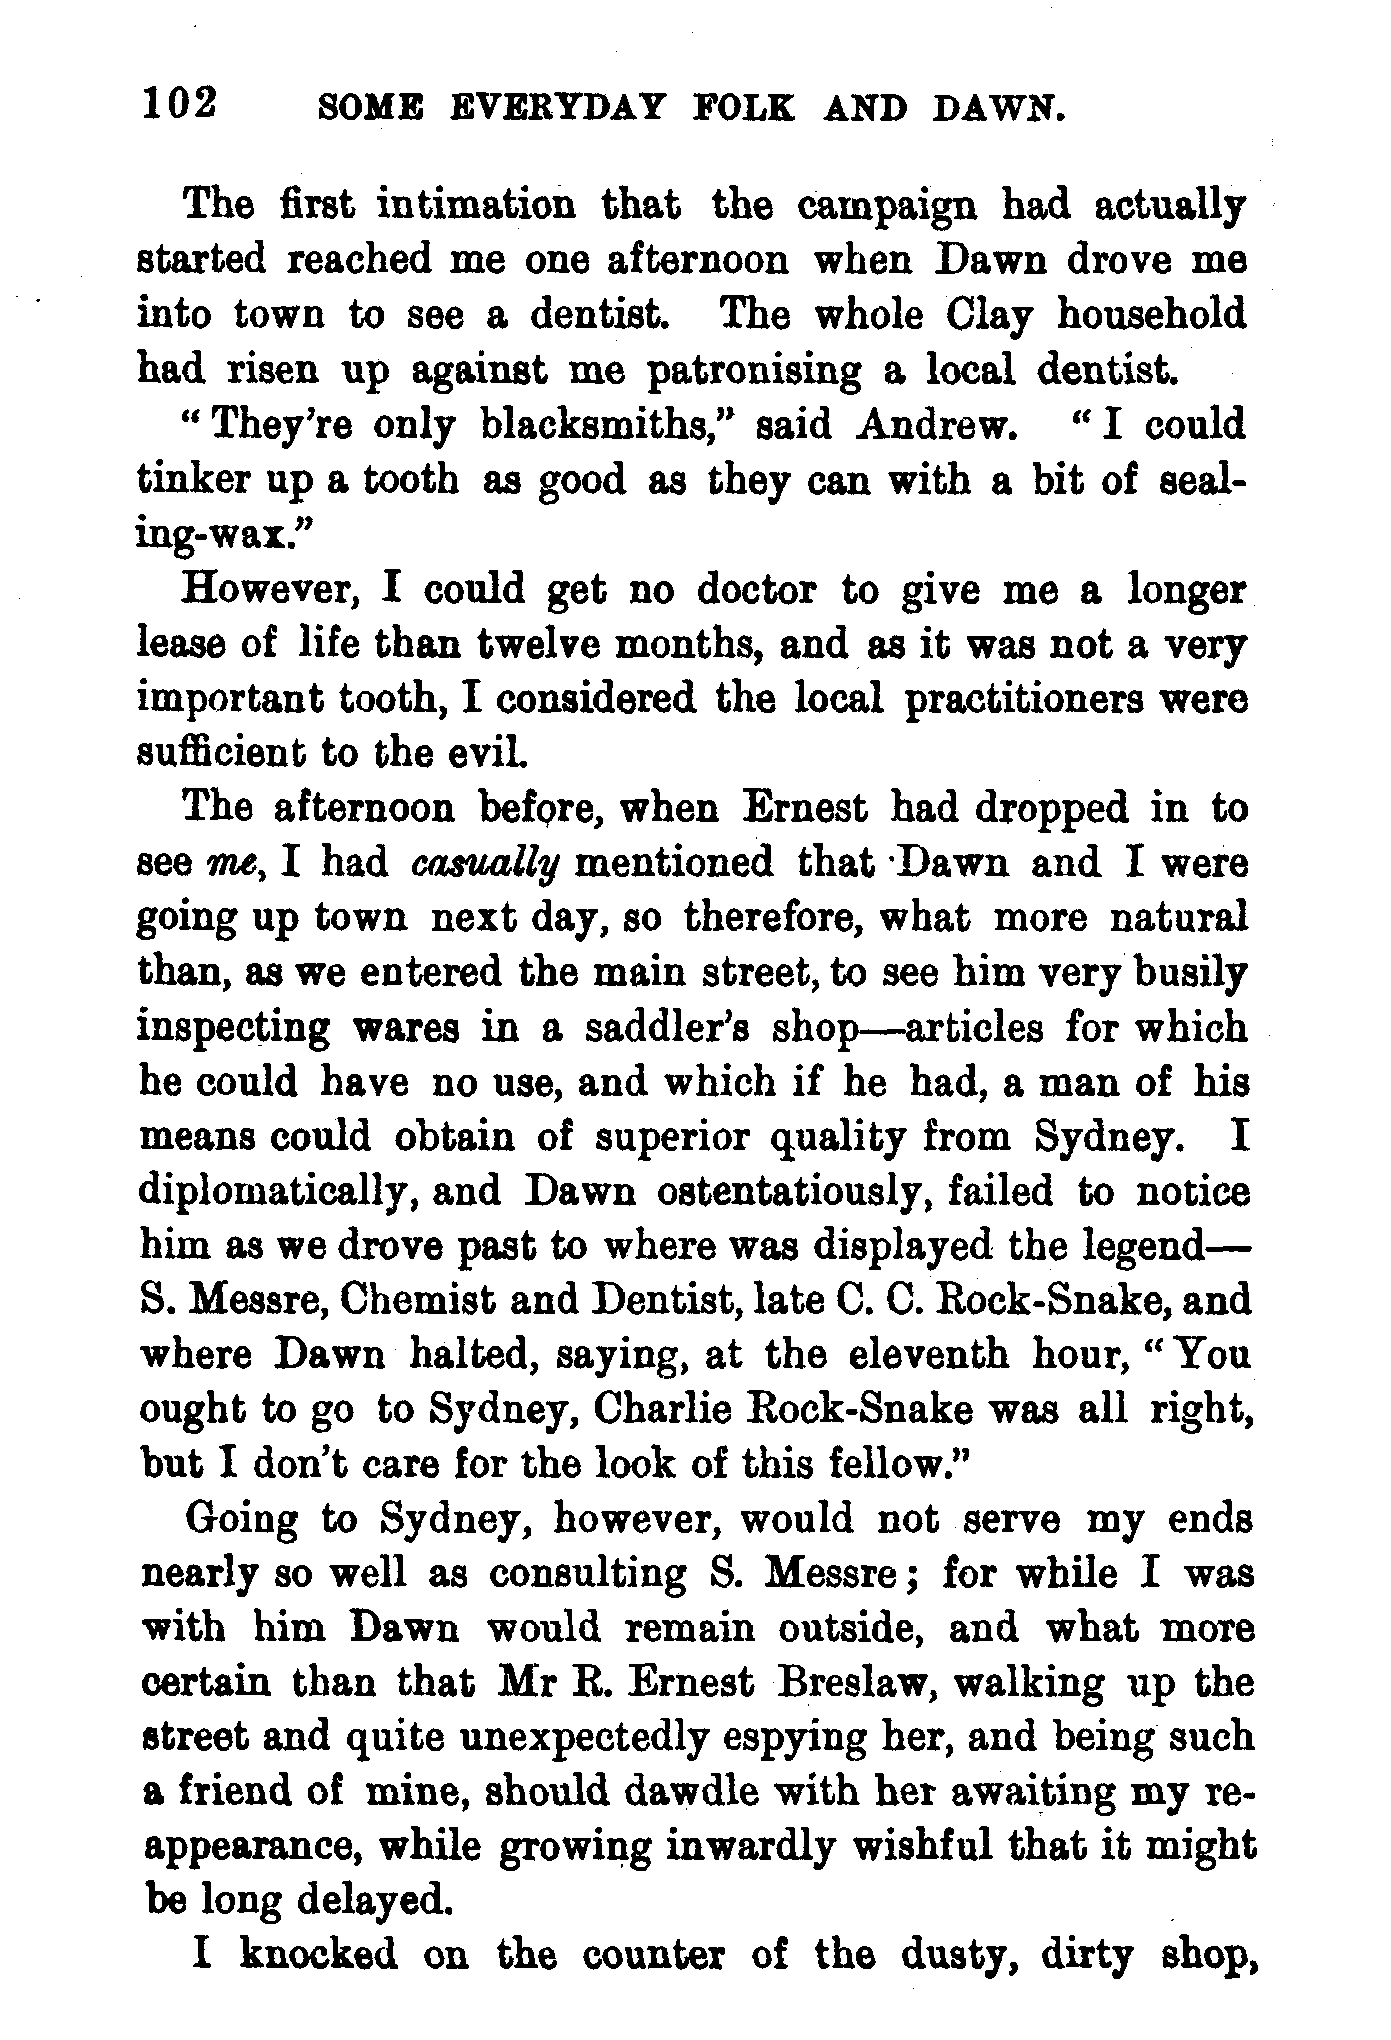 102 SOME EVERYDAY FOLK AND DAWN.
The first intimation that the campaign had actually
started reached me one afternoon when Dawn drove me
into town to see a dentist. The whole Clay household
had risen up against me patronising a local dentist.
“They’re only blacksmiths,” said Andrew. “I could
tinker up a tooth as good as they can with a bit of seal-
ing-wax.”
However, I could get no doctor to give me a longer
lease of life than twelve months, and as it was not a very
important tooth, I considered the local practitioners were
sufficient to the evil.
The afternoon before, when Ernest had dropped in to
see me, I had casually mentioned that Dawn and I were
going up town next day, so therefore, what more natural
than, as we entered the main street, to see him very busily
inspecting wares in a saddler’s shop—articles for which
he could have no use, and which if he had, a man of his
means could obtain of superior quality from Sydney. I
diplomatically, and Dawn ostentatiously, failed to notice
him as we drove past to where was displayed the legend—
S. Messre, Chemist and Dentist, late C. C. Rock-Snake, and
where Dawn halted, saying, at the eleventh hour, “You
ought to go to Sydney, Charlie Rock-Snake was all right,
but I don’t care for the look of this fellow.”
Going to Sydney, however, would not serve my ends
nearly so well as consulting S. Messre; for while I was
with him Dawn would remain outside, and what more
certain than that Mr R. Ernest Breslaw, walking up the
street and quite unexpectedly espying her, and being such
a friend of mine, should dawdle with her awaiting my re-
appearance, while growing inwardly wishful that it might
be long delayed.
I knocked on the counter of the dusty, dirty shop,